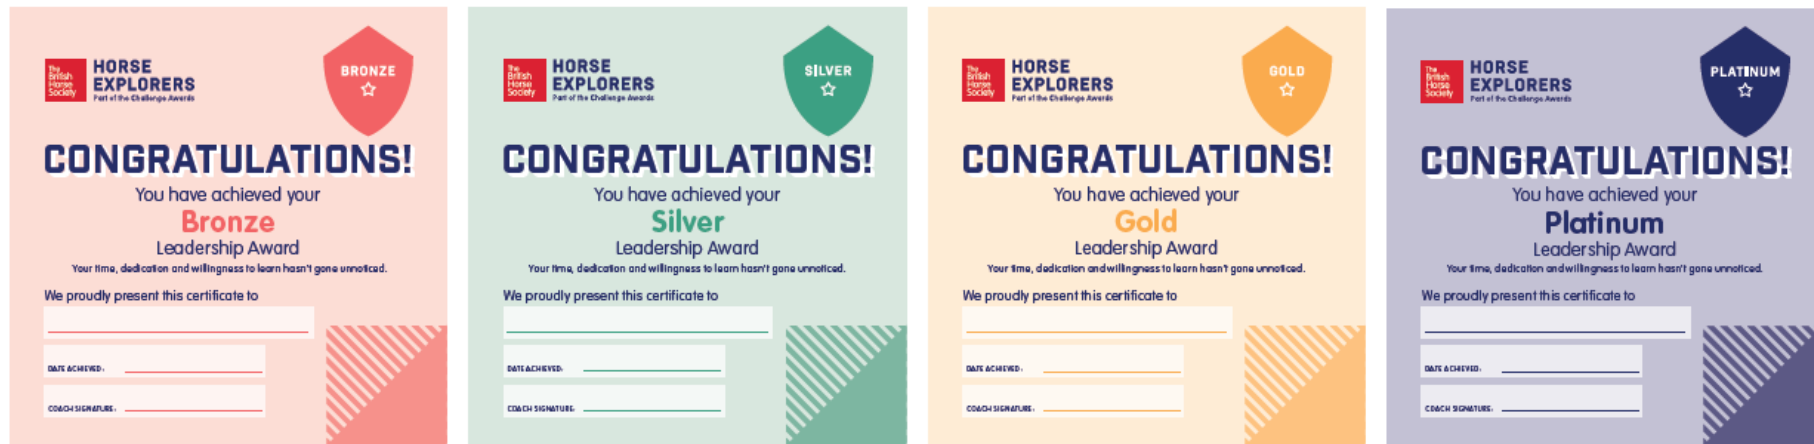 The
British
Horse
Society
HORSE
EXPLORERS
Part of the Challenge Awards
BRONZE
CONGRATULATIONS!
You have achieved your
Bronze
Leadership Award
Your time, dedication and willingness to learn hasn't gone unnoticed.
We proudly present this certificate to
DATE ACHIEVED:
COACH SIGNATURE:
The
British
Horse
Society
HORSE
EXPLORERS
Part of the Challenge Awards
SILVER
CONGRATULATIONS!
You have achieved your
Silver
Leadership Award
Your time, dedication and willingness to learn hasn't gone unnoticed.
We proudly present this certificate to
DATE ACHIEVED:
COACH SIGNATURE:
The
British
Horse
Society
HORSE
EXPLORERS
Part of the Challenge Awards
GOLD
CONGRATULATIONS!
You have achieved your
Gold
Leadership Award
Your time, dedication and willingness to learn hasn't gone unnoticed.
We proudly present this certificate to
DATE ACHIEVED:
COACH SIGNATURE:
The
British
Horse
Society
HORSE
EXPLORERS
Part of the Challenge Awards
PLATINUM
CONGRATULATIONS!
You have achieved your
Platinum
Leadership Award
Your time, dedication and willingness to learn hasn't gone unnoticed.
We proudly present this certificate to
DATE ACHIEVED:
COACH SIGNATURE: